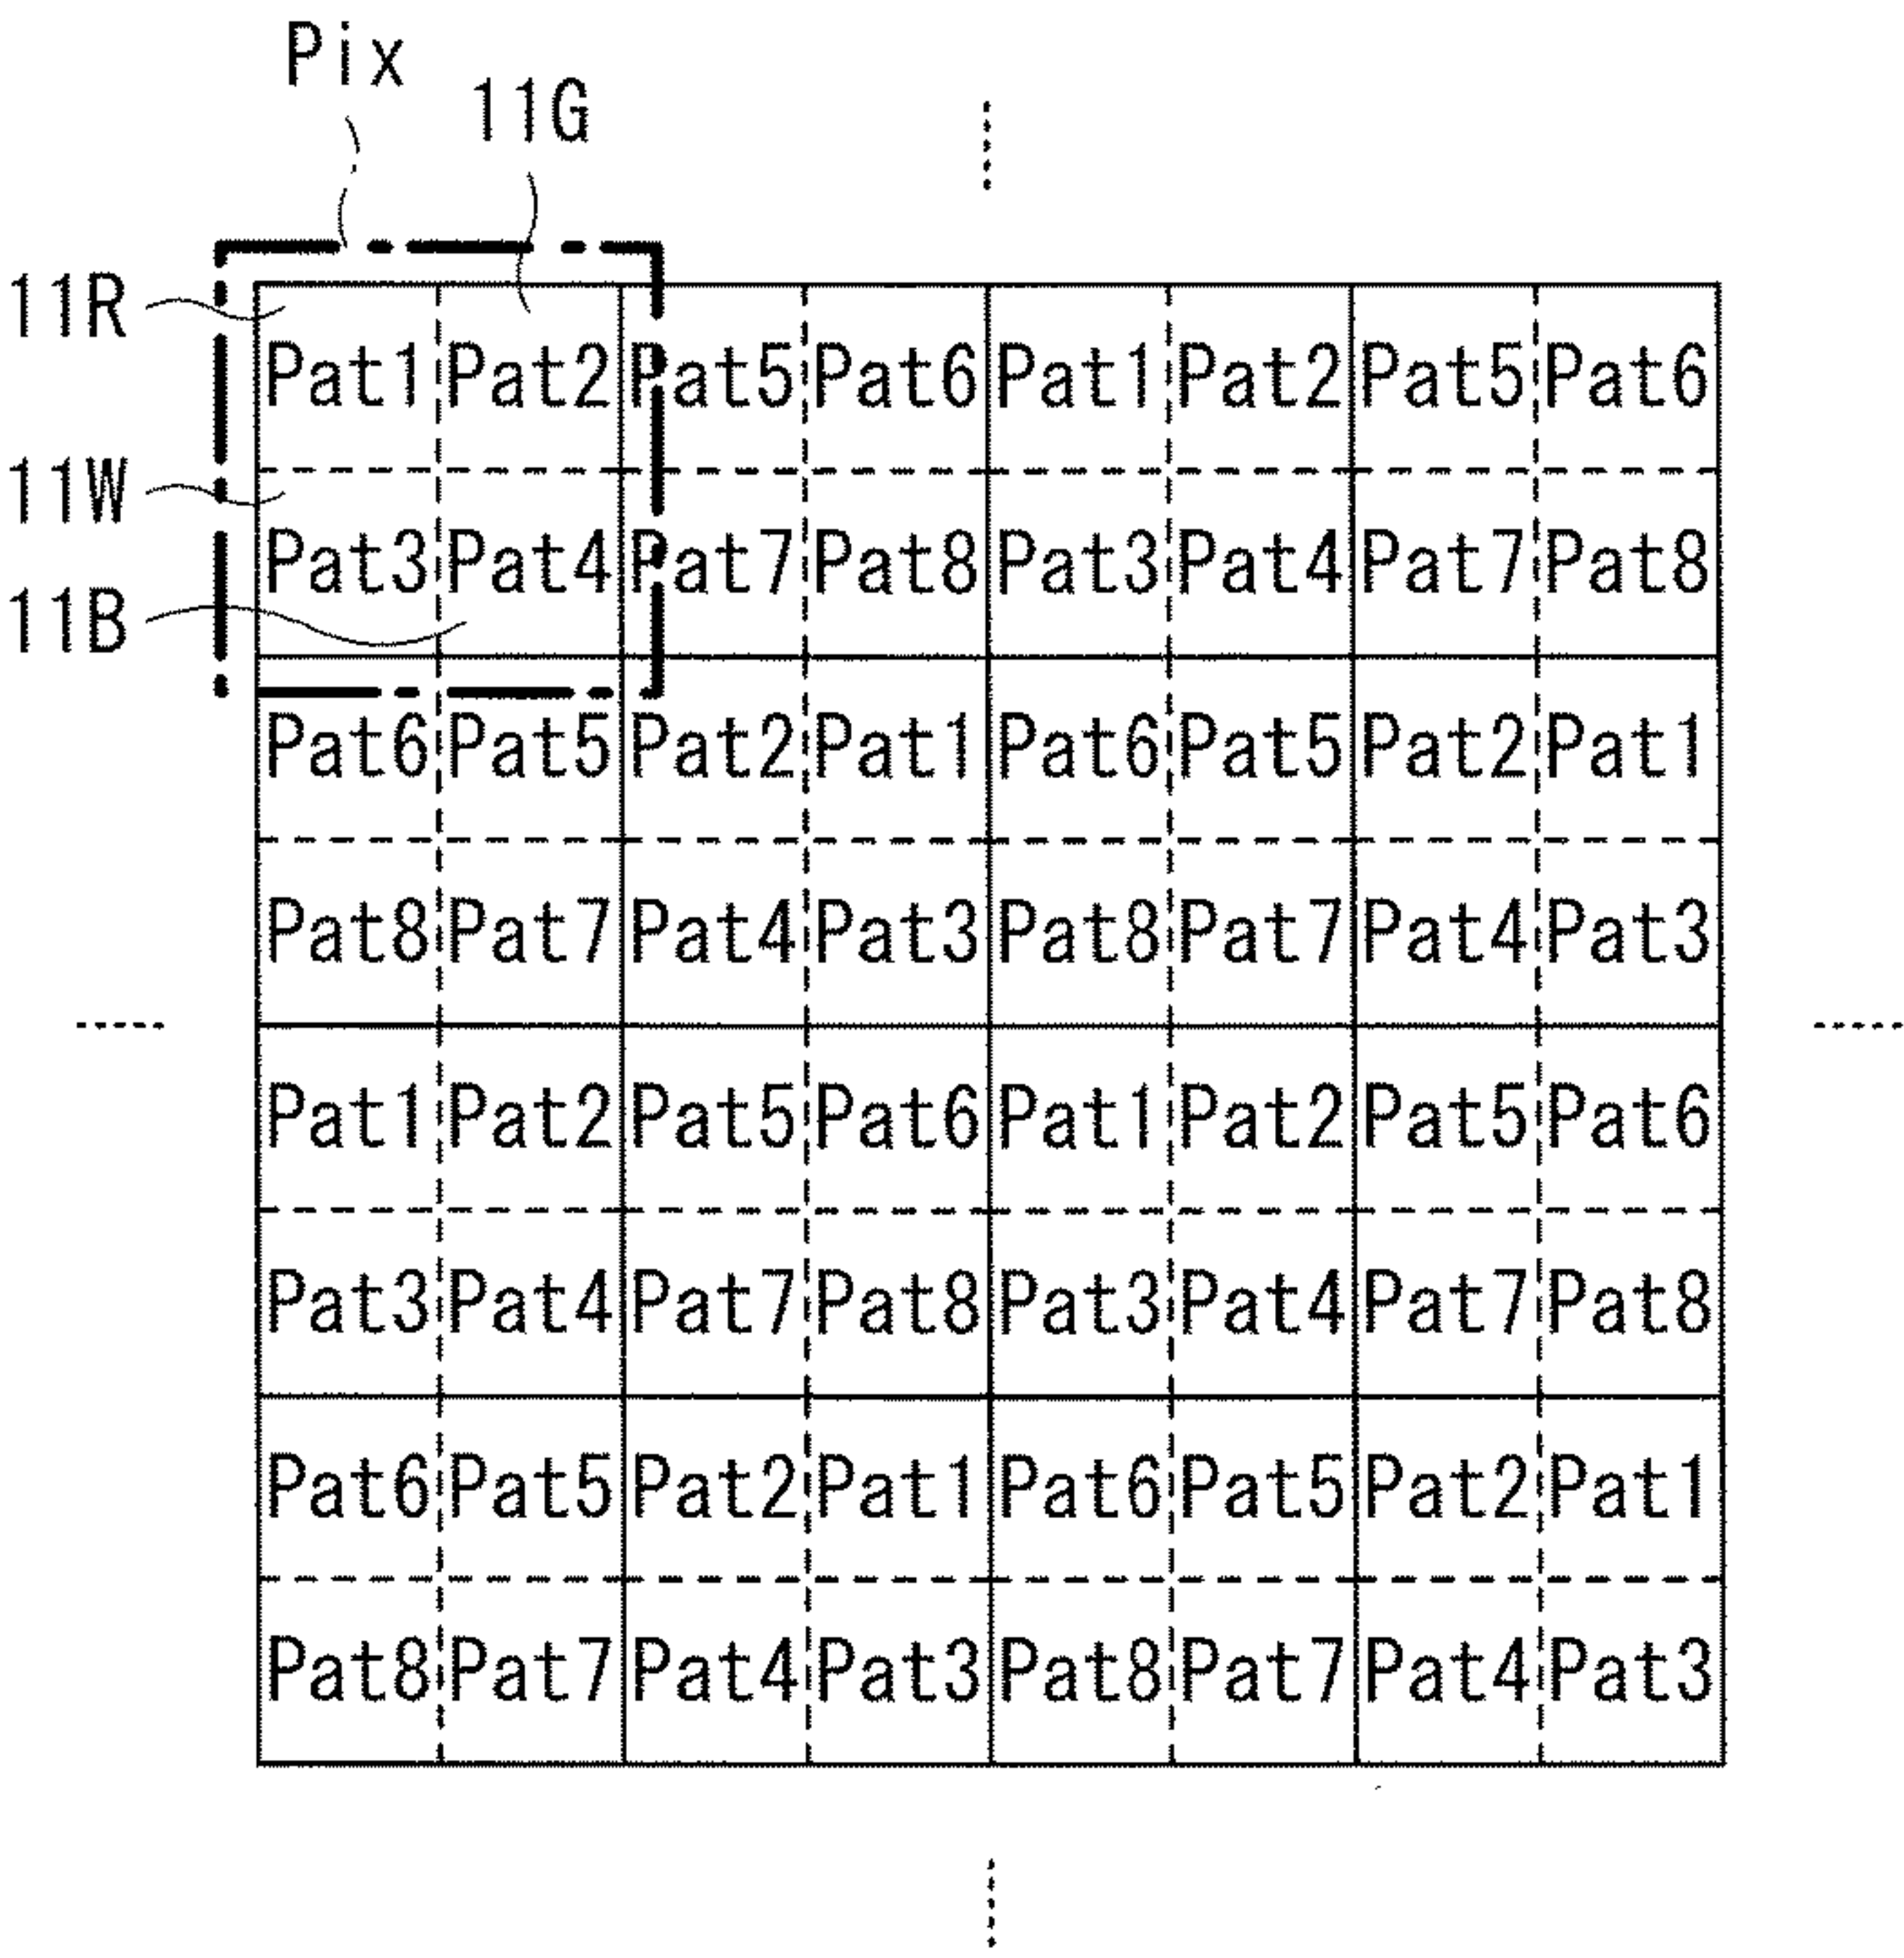 Pix
11G
11R
Pat1 Pat2 Pat5 Pat6 Pat1 Pat2 Pat5 Pat6
11W
Pat3 Pat4 Pat7 Pat8 Pat3 Pat4 Pat7 Pat8
11B
Pat6 Pat5 Pat2 Pat1 Pat6 Pat5 Pat2 Pat1
Pat8 Pat7 Pat4 Pat3 Pat8 Pat7 Pat4 Pat3
Pat1 Pat2 Pat5 Pat6 Pat1 Pat2 Pat5 Pat6
Pat3 Pat4 Pat7 Pat8 Pat3 Pat4 Pat7 Pat8
Pat6 Pat5 Pat2 Pat1 Pat6 Pat5 Pat2 Pat1
Pat8 Pat7 Pat4 Pat3 Pat8 Pat7 Pat4 Pat3